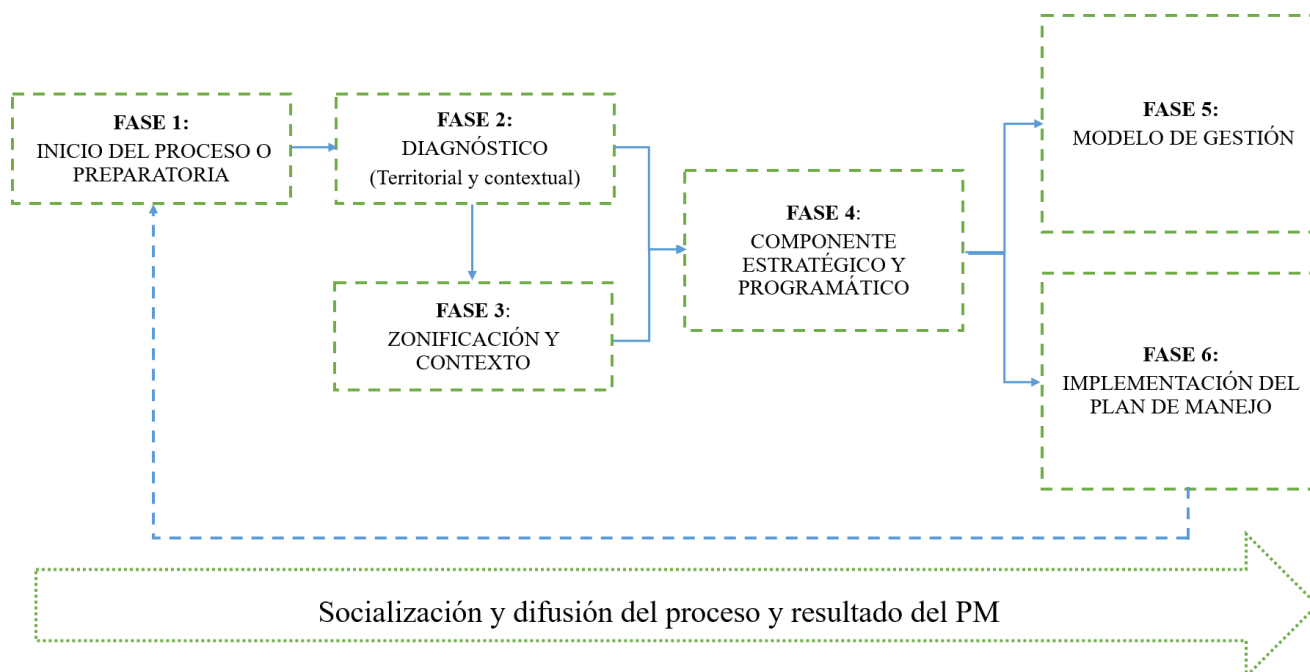 FASE 1:
INICIO DEL PROCESO O
PREPARATORIA
FASE 2:
DIAGNÓSTICO
(Territorial y contextual)
FASE 3:
ZONIFICACIÓN Y
CONTEXTO
FASE 4:
COMPONENTE
ESTRATÉGICO Y
PROGRAMÁTICO
FASE 5:
MODELO DE GESTIÓN
FASE 6:
IMPLEMENTACIÓN DEL
PLAN DE MANEJO
Socialización y difusión del proceso y resultado del PM